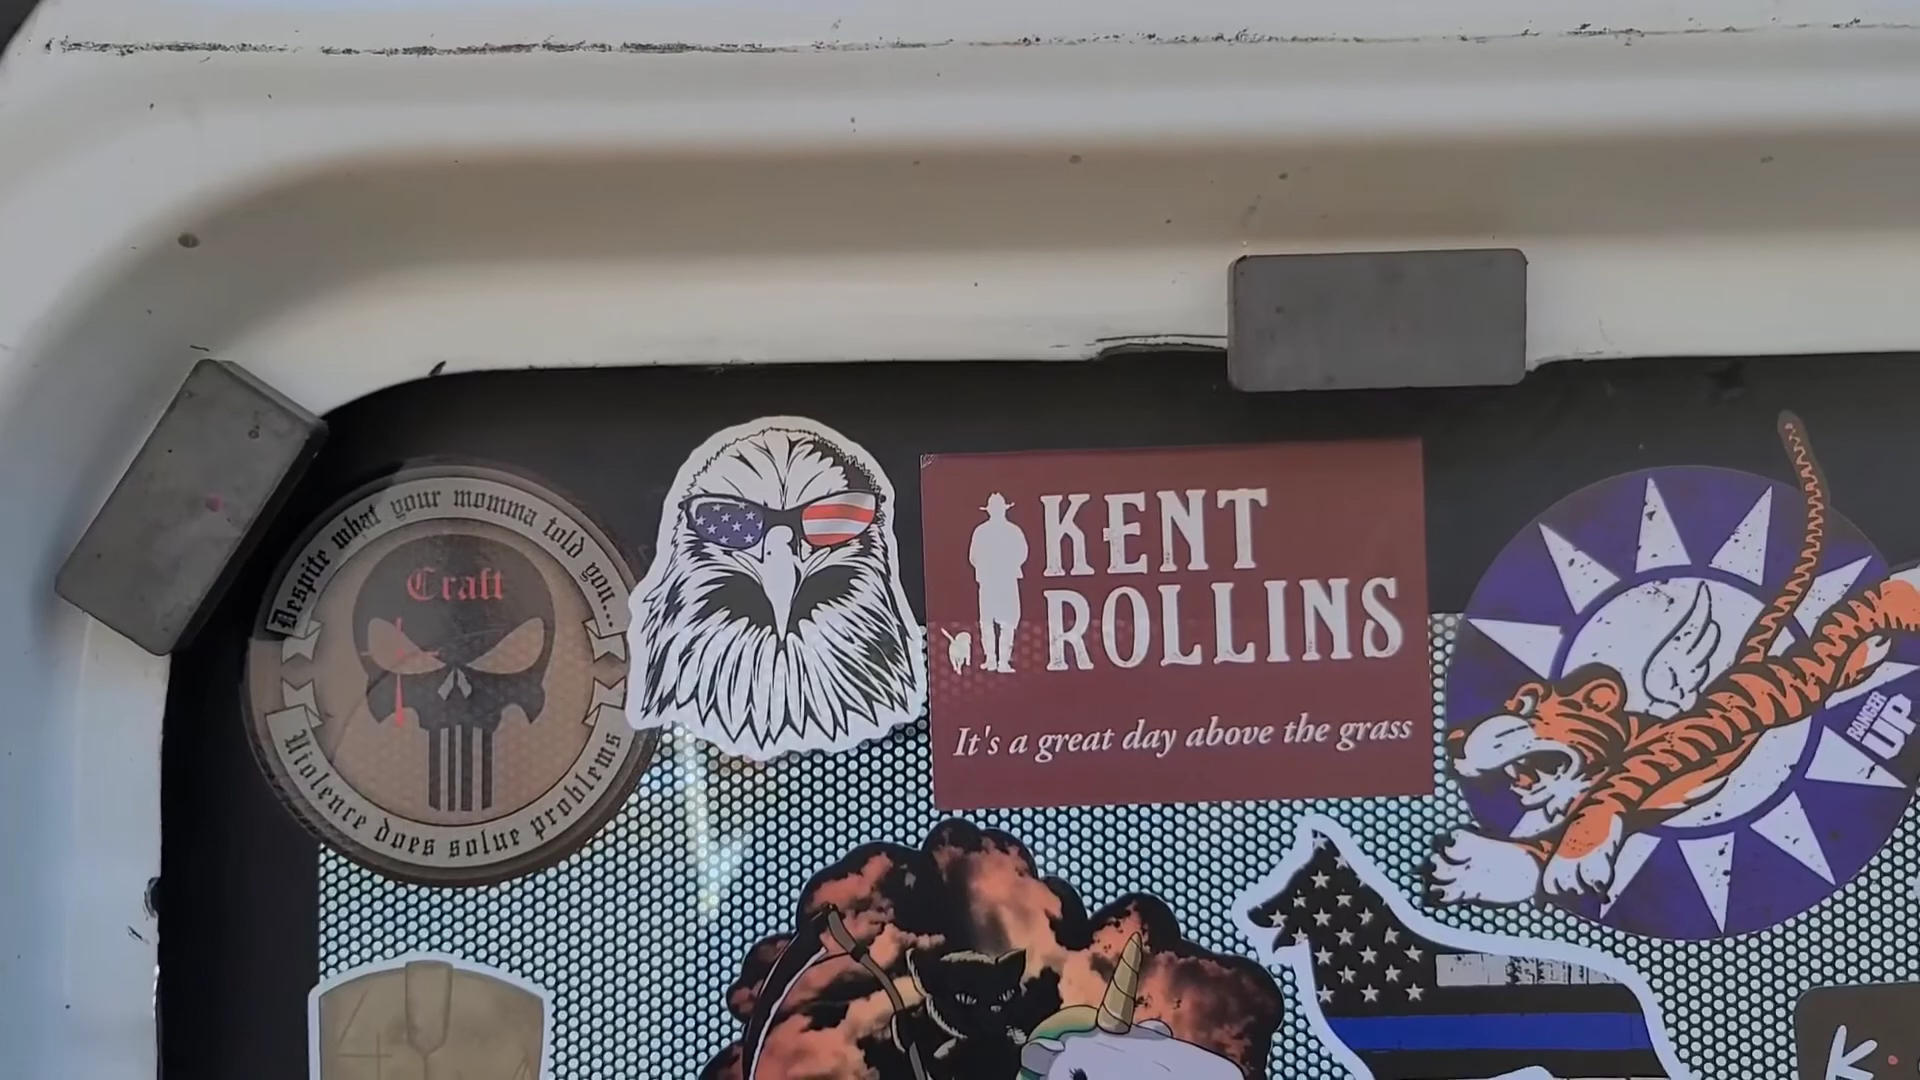 Despite what your momma told you...
Craft
Violence does solve problems
KENT
ROLLINS
It's a great day above the grass
RANGER
UP
K